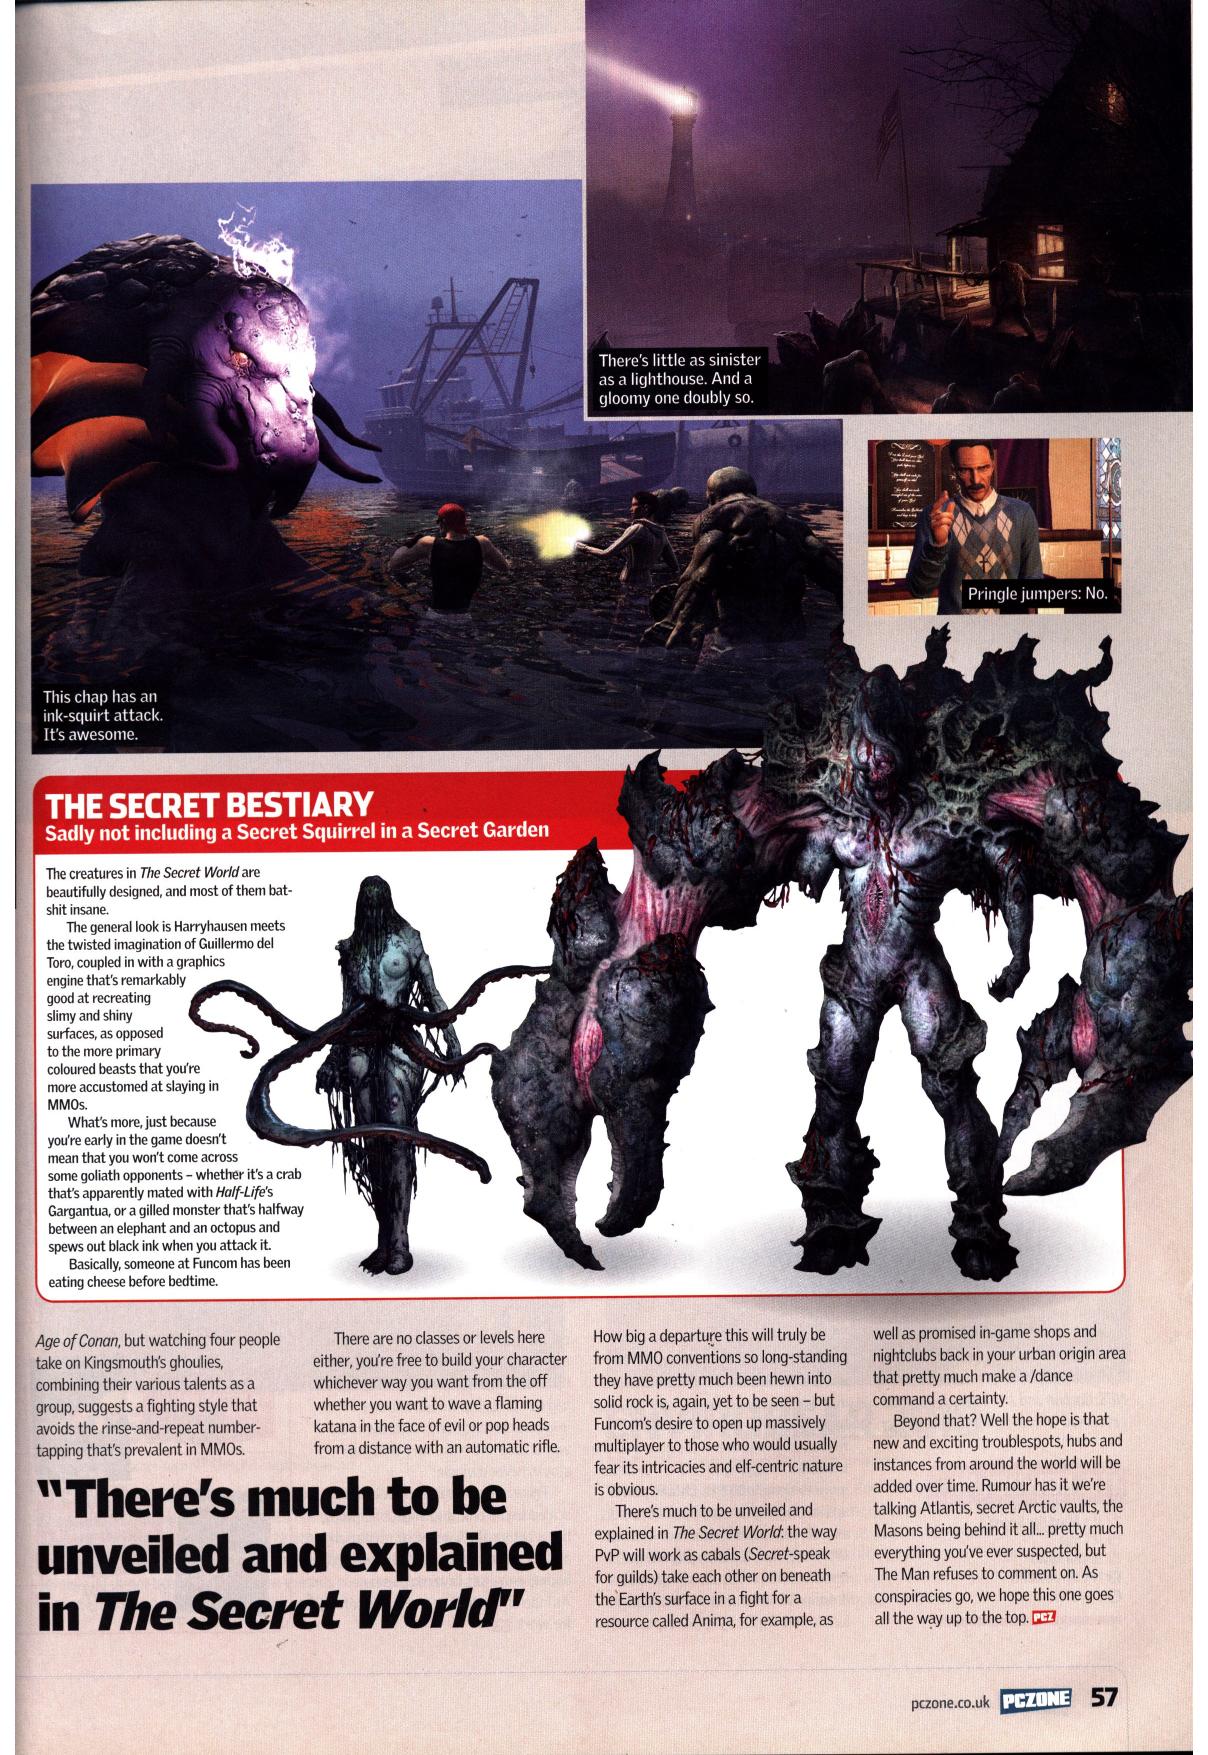 There's little as sinister
as a lighthouse. And a
gloomy one doubly so.
Pringle jumpers: No.
This chap has an
ink-squirt attack.
It's awesome.
THE SECRET BESTIARY
Sadly not including a Secret Squirrel in a Secret Garden
The creatures in The Secret World are
beautifully designed, and most of them bat-
shit insane.
The general look is Harryhausen meets
the twisted imagination of Guillermo del
Toro, coupled in with a graphics
engine that's remarkably
good at recreating
slimy and shiny
surfaces, as opposed
to the more primary
coloured beasts that you're
more accustomed at slaying in
MMOs.
What's more, just because
you're early in the game doesn't
mean that you won't come across
some goliath opponents – whether it's a crab
that's apparently mated with Half-Life's
Gargantua, or a gilled monster that's halfway
between an elephant and an octopus and
spews out black ink when you attack it.
Basically, someone at Funcom has been
eating cheese before bedtime.
Age of Conan, but watching four people
take on Kingsmouth's ghoulies,
combining their various talents as a
group, suggests a fighting style that
avoids the rinse-and-repeat number-
tapping that's prevalent in MMOs.
There are no classes or levels here
either, you're free to build your character
whichever way you want from the off
whether you want to wave a flaming
katana in the face of evil or pop heads
from a distance with an automatic rifle.
"There's much to be
unveiled and explained
in The Secret World"
How big a departure this will truly be
from MMO conventions so long-standing
they have pretty much been hewn into
solid rock is, again, yet to be seen – but
Funcom's desire to open up massively
multiplayer to those who would usually
fear its intricacies and elf-centric nature
is obvious.
There's much to be unveiled and
explained in The Secret World: the way
PvP will work as cabals (Secret-speak
for guilds) take each other on beneath
the Earth's surface in a fight for a
resource called Anima, for example, as
well as promised in-game shops and
nightclubs back in your urban origin area
that pretty much make a /dance
command a certainty.
Beyond that? Well the hope is that
new and exciting troublespots, hubs and
instances from around the world will be
added over time. Rumour has it we're
talking Atlantis, secret Arctic vaults, the
Masons being behind it all... pretty much
everything you've ever suspected, but
The Man refuses to comment on. As
conspiracies go, we hope this one goes
all the way up to the top. PCZ
pczone.co.uk PCZONE 57